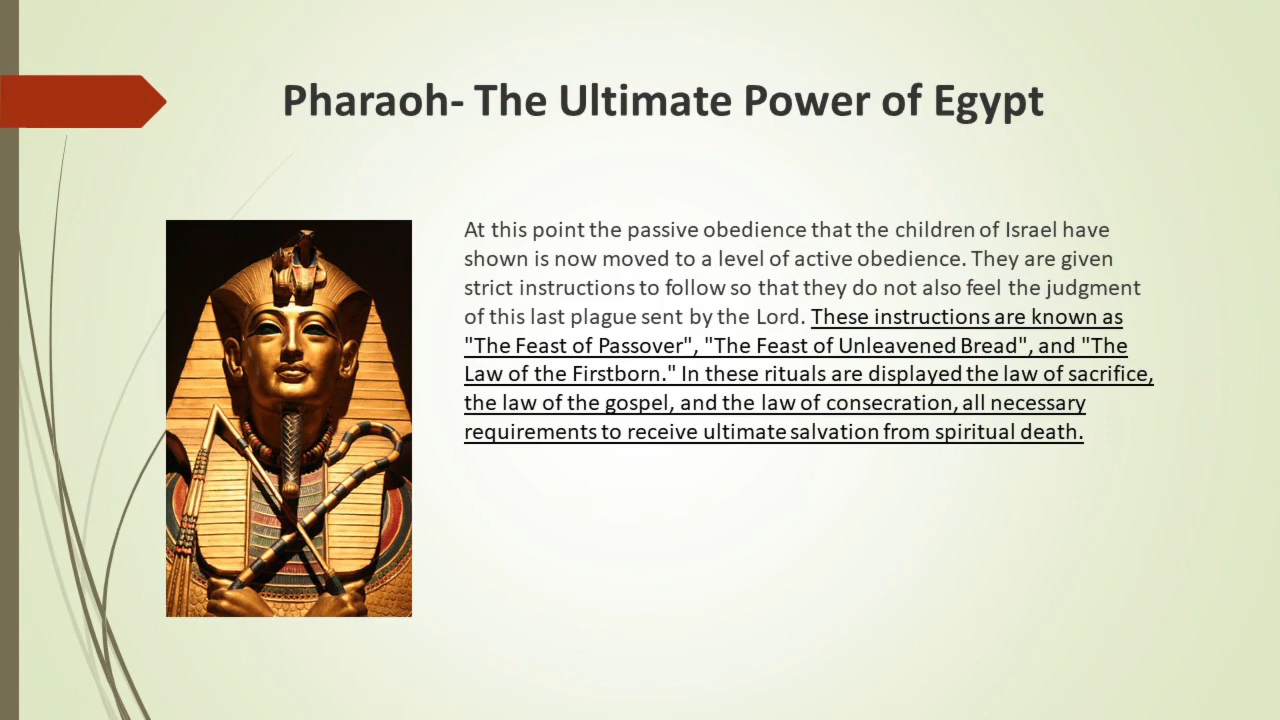 Pharaoh- The Ultimate Power of Egypt
At this point the passive obedience that the children of Israel have
shown is now moved to a level of active obedience. They are given
strict instructions to follow so that they do not also feel the judgment
of this last plague sent by the Lord. These instructions are known as
"The Feast of Passover", "The Feast of Unleavened Bread", and "The
Law of the Firstborn." In these rituals are displayed the law of sacrifice,
the law of the gospel, and the law of consecration, all necessary
requirements to receive ultimate salvation from spiritual death.